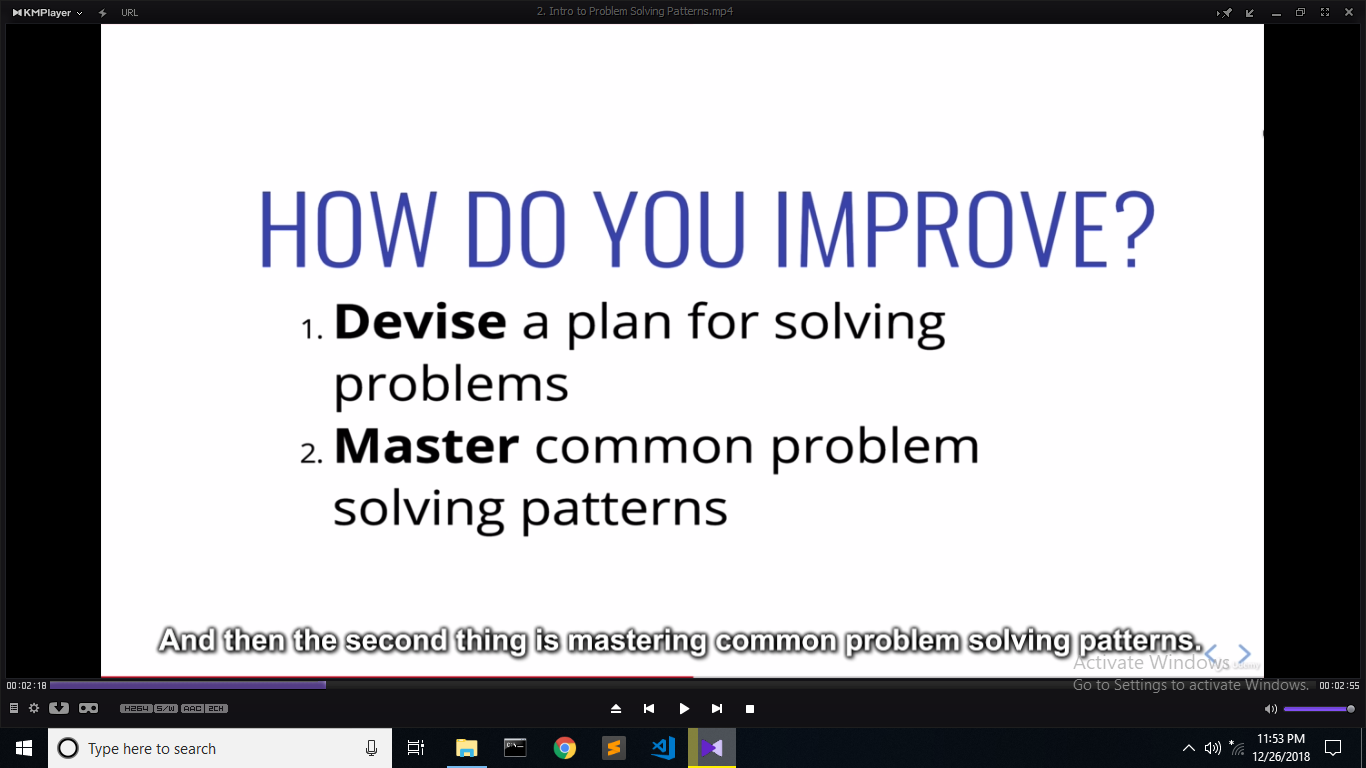 KMPlayer
URL
2. Intro to Problem Solving Patterns.mp4
HOW DO YOU IMPROVE?
1. Devise a plan for solving
problems
2. Master common problem
solving patterns
And then the second thing is mastering common problem solving patterns.
Activate Windows
Go to Settings to activate Windows.
00:02:18
00:02:55
H264 S/W AAC 2CH
Type here to search
11:53 PM
12/26/2018